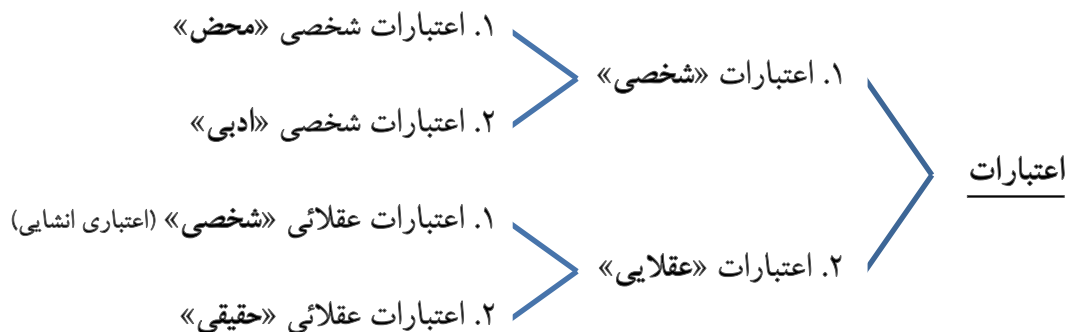 اعتبارات
۱. اعتبارات «شخصی»
۱. اعتبارات شخصی «محض»
۲. اعتبارات شخصی «ادبی»
۲. اعتبارات «عقلایی»
۱. اعتبارات عقلائی «شخصی» (اعتباری انشایی)
۲. اعتبارات عقلائی «حقیقی»